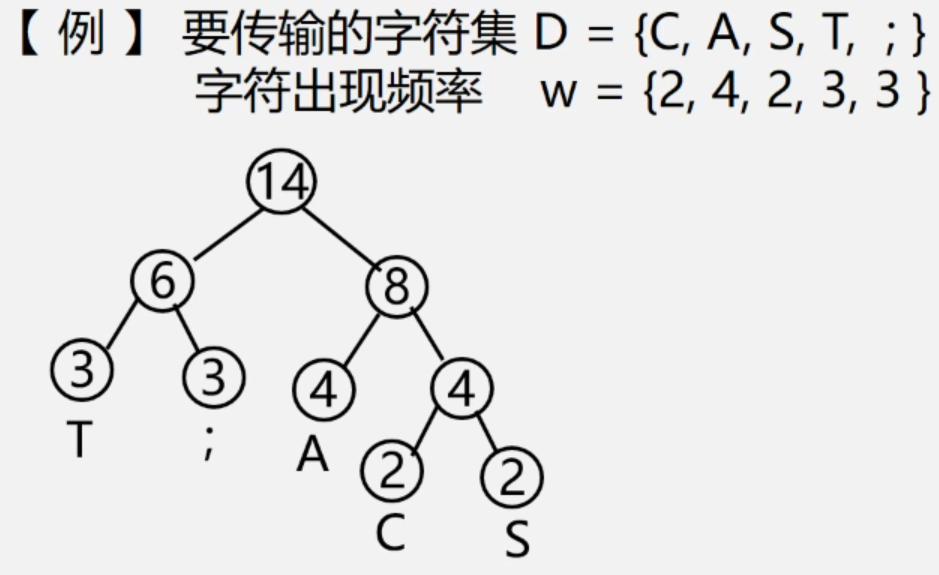 【 例 】 要传输的字符集 D = {C, A, S, T, ; }
字符出现频率 w = {2, 4, 2, 3, 3 }
14
6 8
3 3 4 4
T ; A 2 2
C S